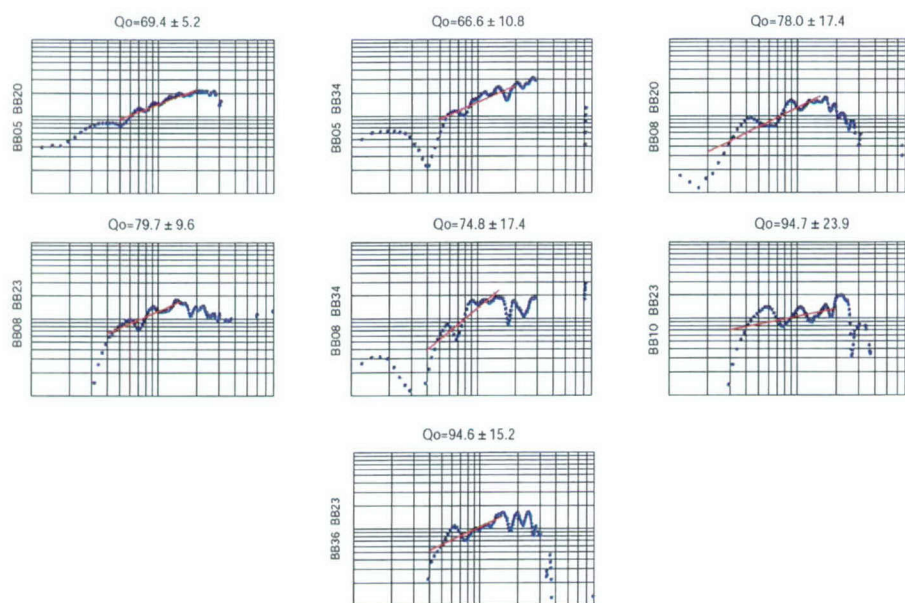 Qo=69.4 ± 5.2
BB05 BB20
Qo=66.6 ± 10.8
BB05 BB34
Qo=78.0 ± 17.4
BB08 BB20
Qo=79.7 ± 9.6
BB08 BB23
Qo=74.8 ± 17.4
BB08 BB34
Qo=94.7 ± 23.9
BB10 BB23
Qo=94.6 ± 15.2
BB36 BB23